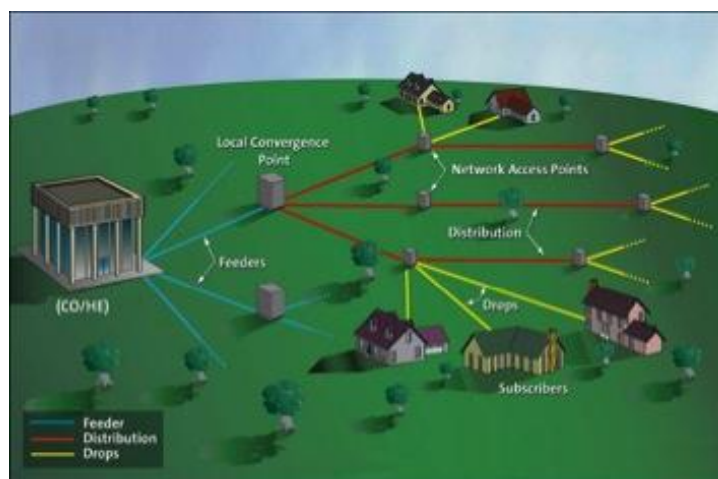 Local Convergence
Point
Network Access Points
Distribution
Feeders
(CO/HE)
Drops
Subscribers
Feeder
Distribution
Drops